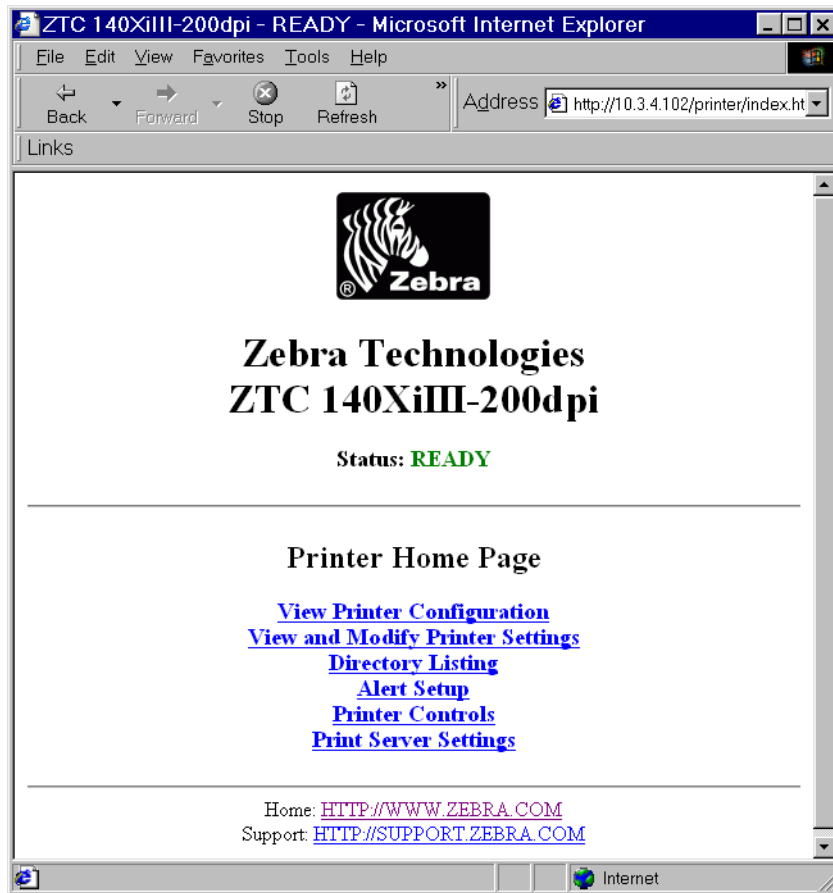 ZTC 140XiIII-200dpi - READY - Microsoft Internet Explorer
File Edit View Favorites Tools Help
Back Forward Stop Refresh » Address http://10.3.4.102/printer/index.ht
Links
® Zebra
Zebra Technologies
ZTC 140XiIII-200dpi
Status: READY
Printer Home Page
View Printer Configuration
View and Modify Printer Settings
Directory Listing
Alert Setup
Printer Controls
Print Server Settings
Home: HTTP://WWW.ZEBRA.COM
Support: HTTP://SUPPORT.ZEBRA.COM
Internet